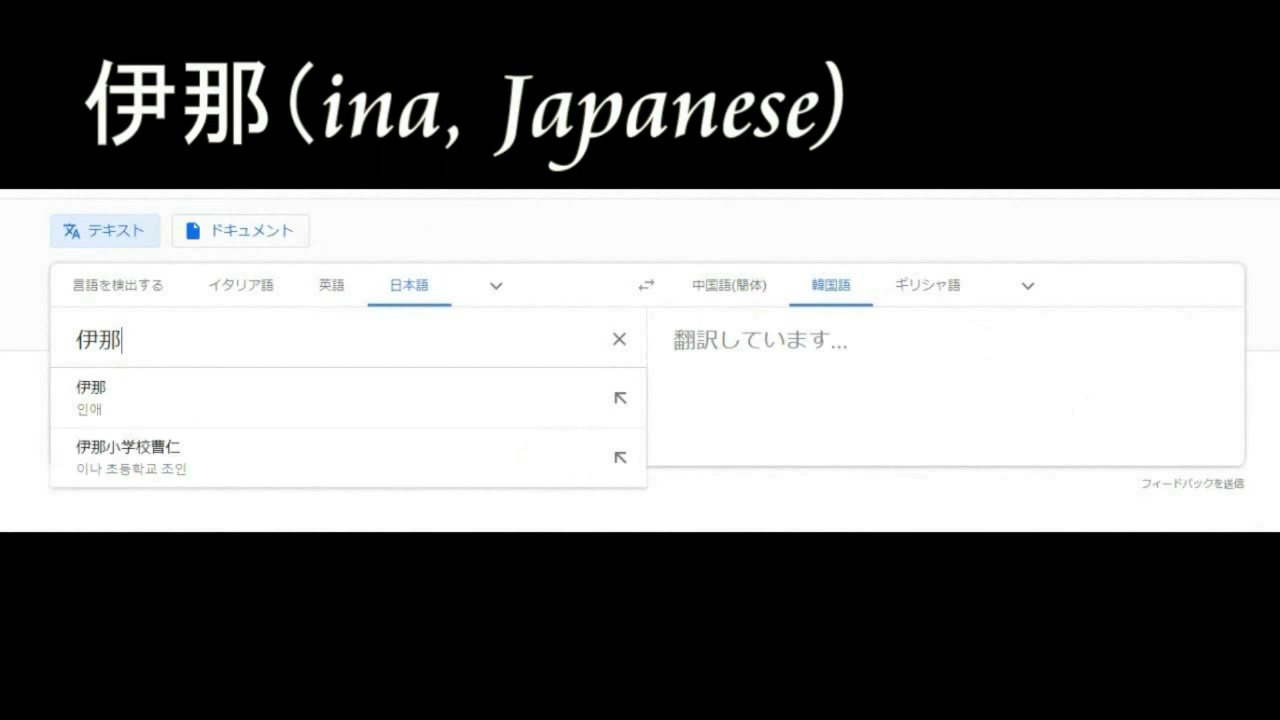 伊那(ina, Japanese)
テキスト ドキュメント
言語を検出する イタリア語 英語 日本語 中国語(簡体) 韓国語 ギリシャ語
伊那 翻訳しています...
伊那
인애
伊那小学校曹仁
이나 초등학교 조인
フィードバックを送信